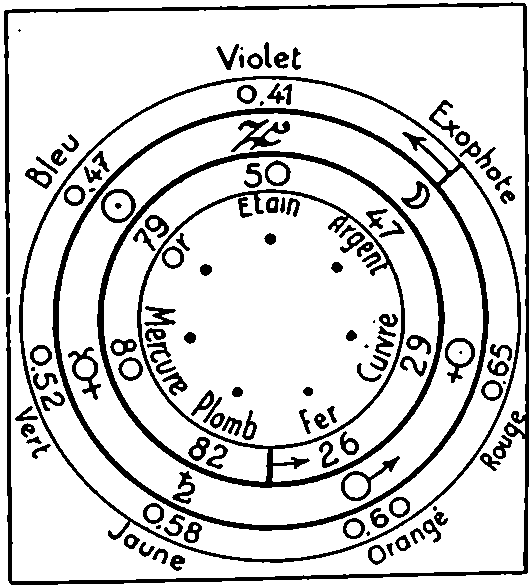 Violet
0.41
Exophote
Bleu
0.47
50
Etain
47
Argent
79
Or
29
Cuivre
0.65
Rouge
80
Mercure
0.52
Vert
26
Fer
82
Plomb
0.60
Orangé
0.58
Jaune